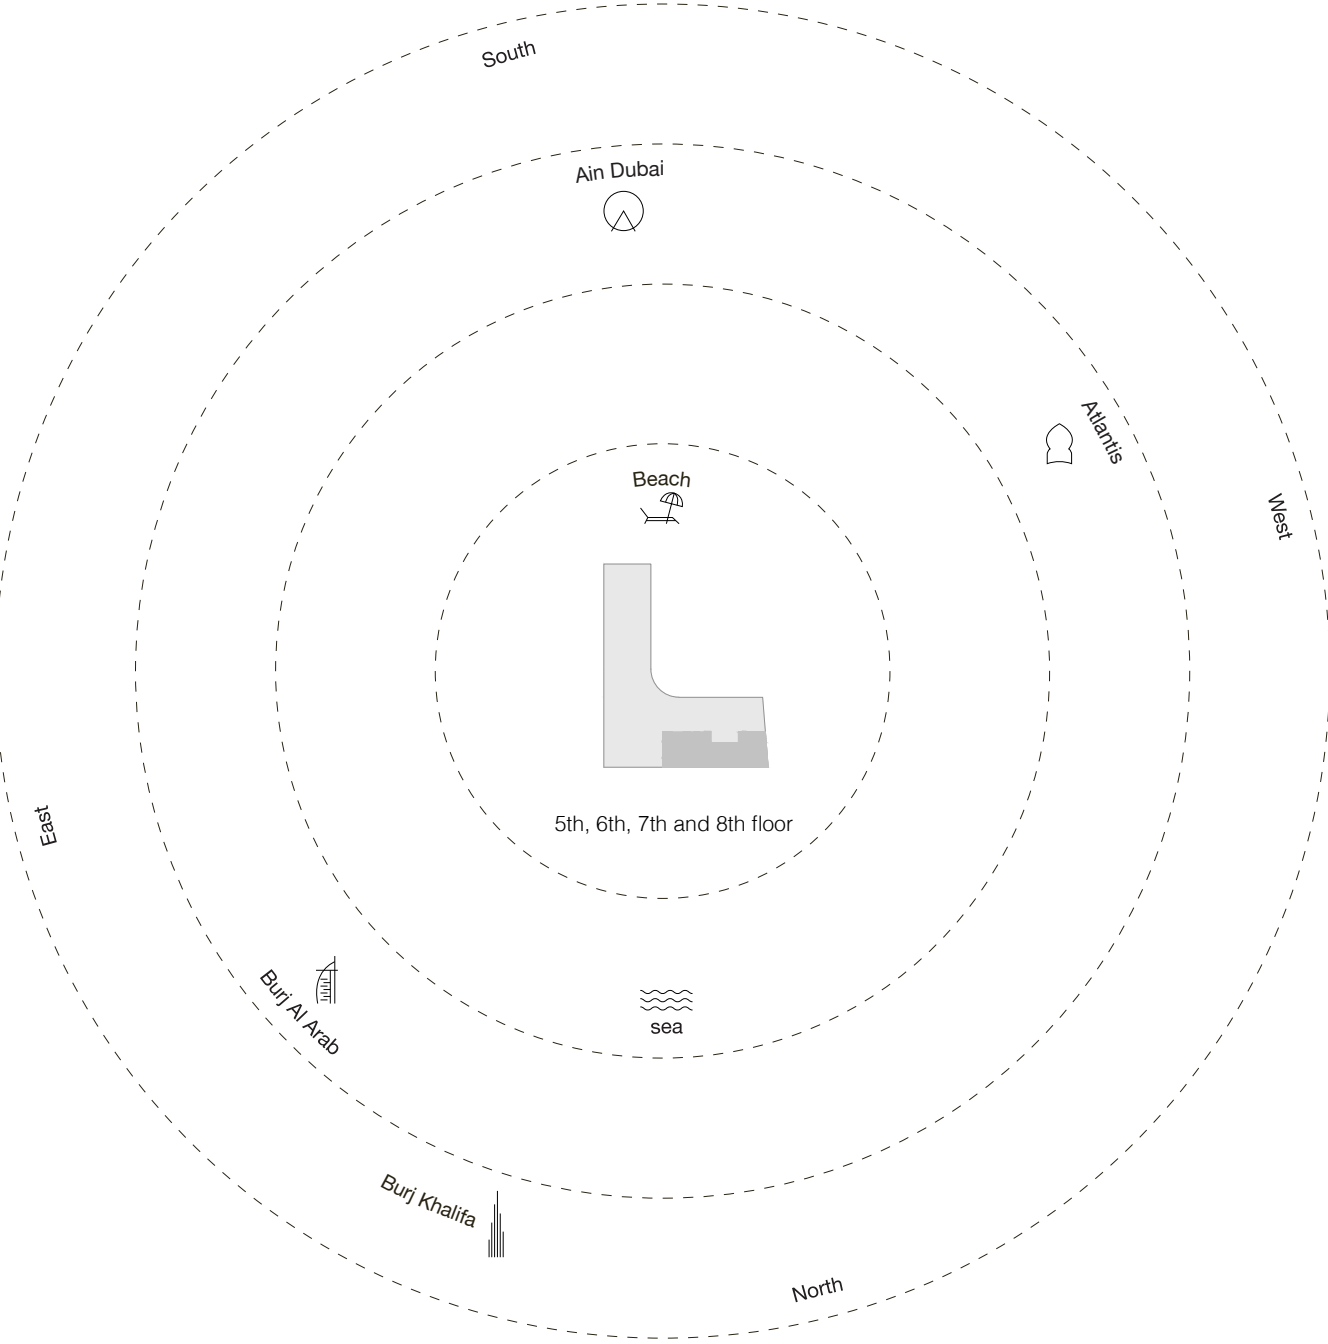 South
Ain Dubai
Atlantis
Beach
West
5th, 6th, 7th and 8th floor
East
Burj Al Arab
sea
Burj Khalifa
North